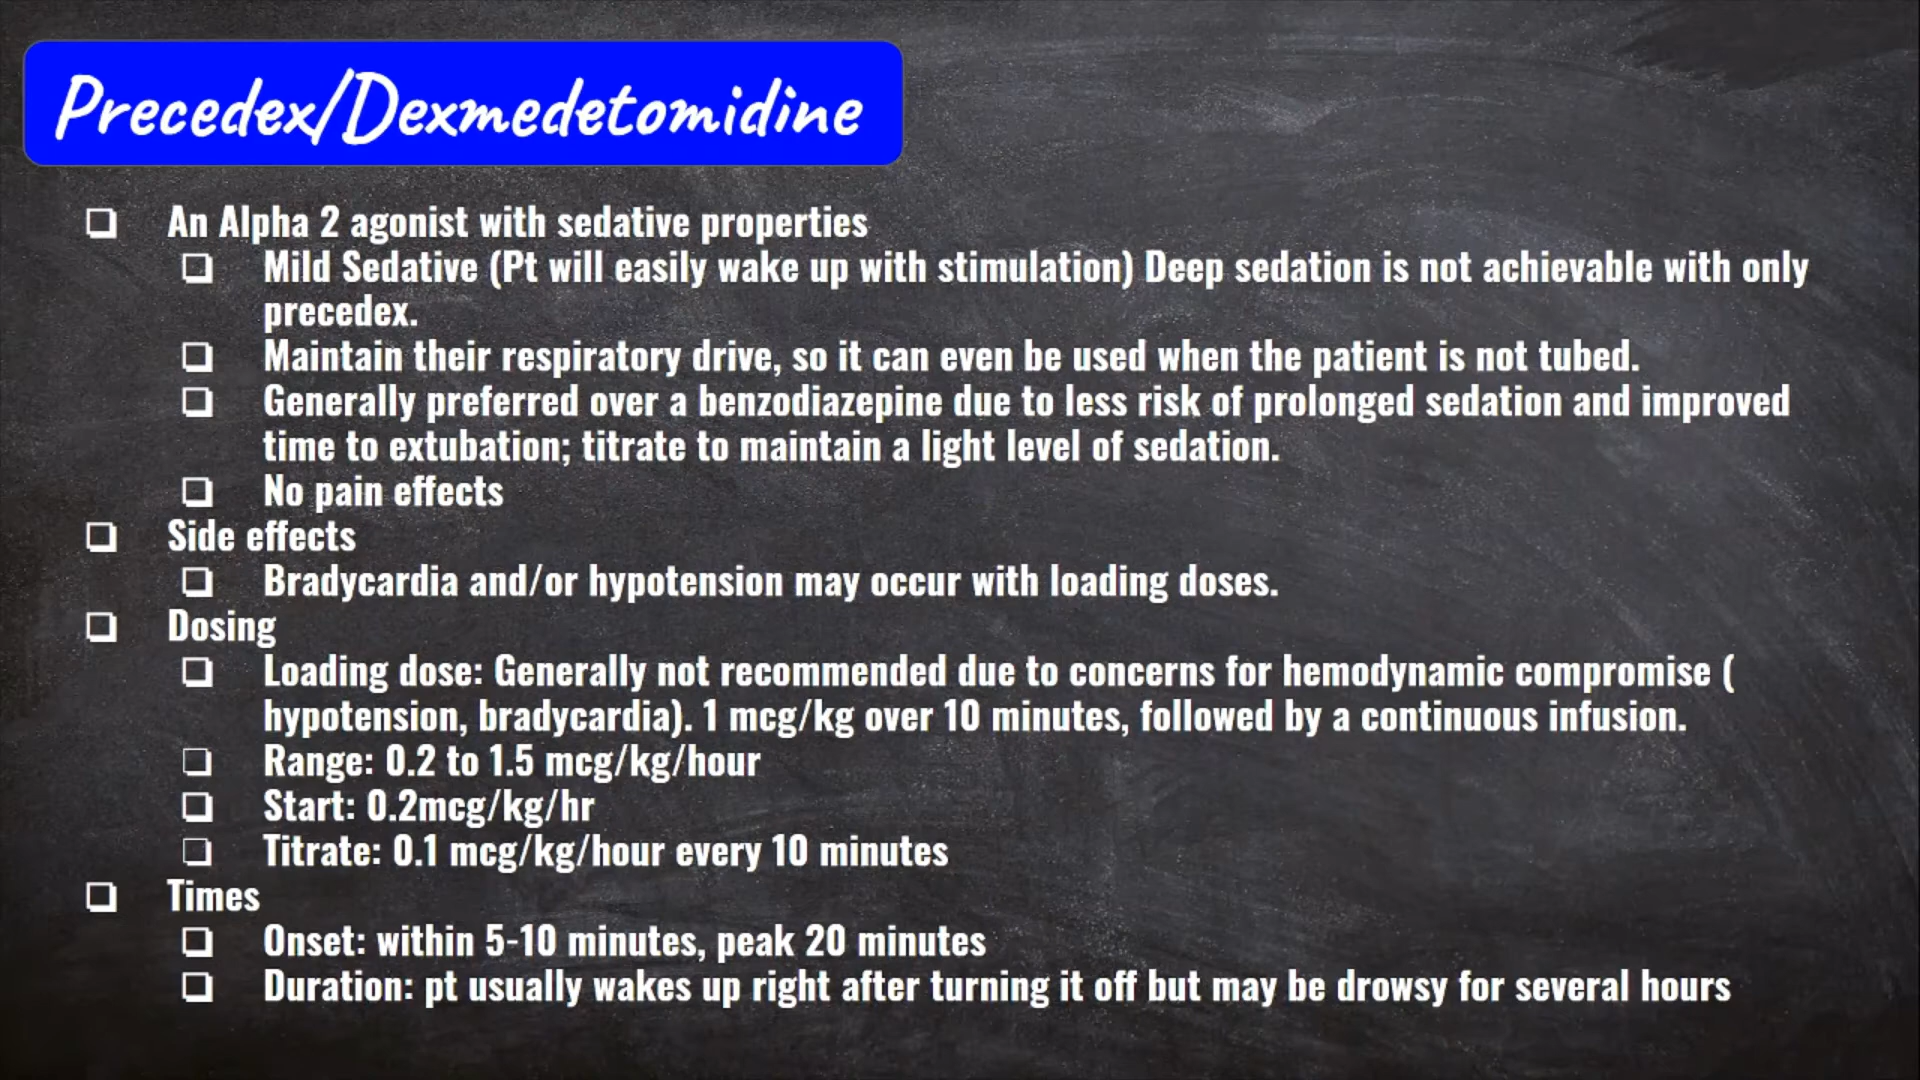 Precedex/Dexmedetomidine
An Alpha 2 agonist with sedative properties
Mild Sedative (Pt will easily wake up with stimulation) Deep sedation is not achievable with only
precedex.
Maintain their respiratory drive, so it can even be used when the patient is not tubed.
Generally preferred over a benzodiazepine due to less risk of prolonged sedation and improved
time to extubation; titrate to maintain a light level of sedation.
No pain effects
Side effects
Bradycardia and/or hypotension may occur with loading doses.
Dosing
Loading dose: Generally not recommended due to concerns for hemodynamic compromise (
hypotension, bradycardia). 1 mcg/kg over 10 minutes, followed by a continuous infusion.
Range: 0.2 to 1.5 mcg/kg/hour
Start: 0.2mcg/kg/hr
Titrate: 0.1 mcg/kg/hour every 10 minutes
Times
Onset: within 5-10 minutes, peak 20 minutes
Duration: pt usually wakes up right after turning it off but may be drowsy for several hours